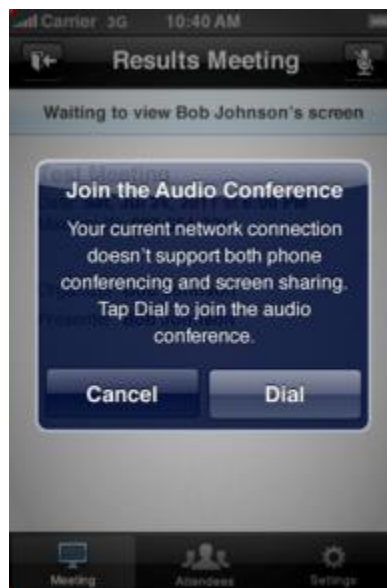 Carrier 3G 10:40 AM
Results Meeting
Waiting to view Bob Johnson's screen
Test Meeting
Join the Audio Conference
Your current network connection
doesn't support both phone
conferencing and screen sharing.
Tap Dial to join the audio
conference.
Cancel Dial
Meeting Attendees Settings